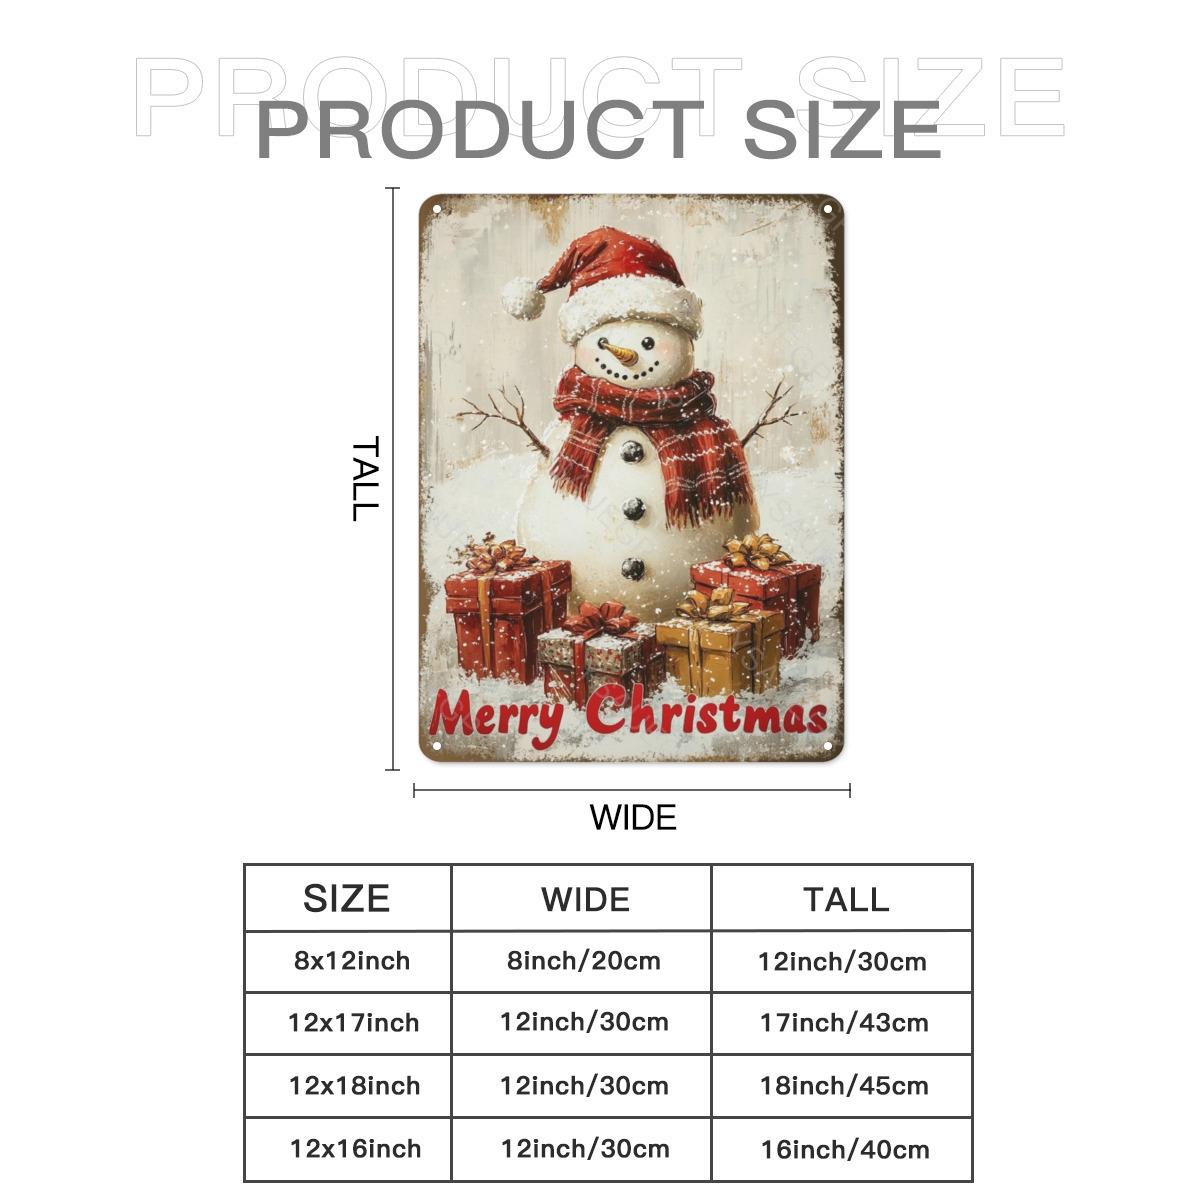 PRODUCT SIZE
PRODUCT SIZE
TALL
Merry Christmas
WIDE
SIZE WIDE TALL
8x12inch 8inch/20cm 12inch/30cm
12x17inch 12inch/30cm 17inch/43cm
12x18inch 12inch/30cm 18inch/45cm
12x16inch 12inch/30cm 16inch/40cm